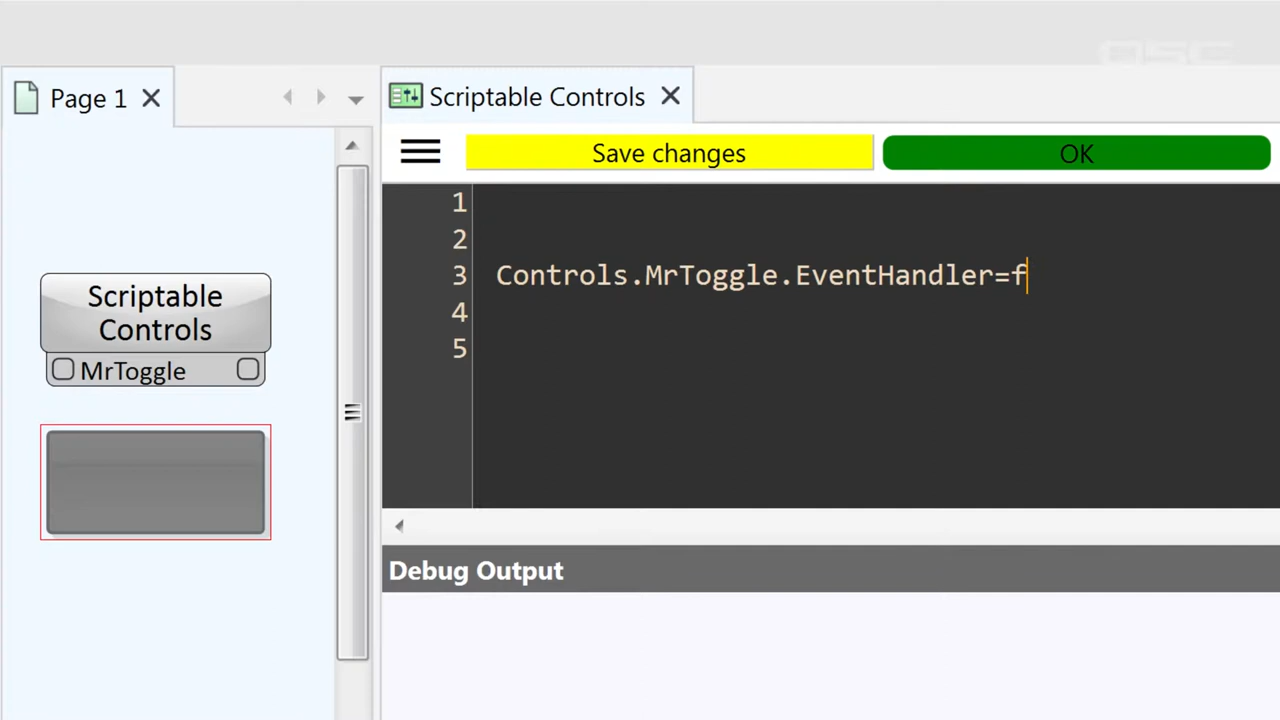 QSC
Page 1
Scriptable Controls
Save changes
OK
1
2
3 Controls.MrToggle.EventHandler=f
4
5
Scriptable
Controls
MrToggle
Debug Output